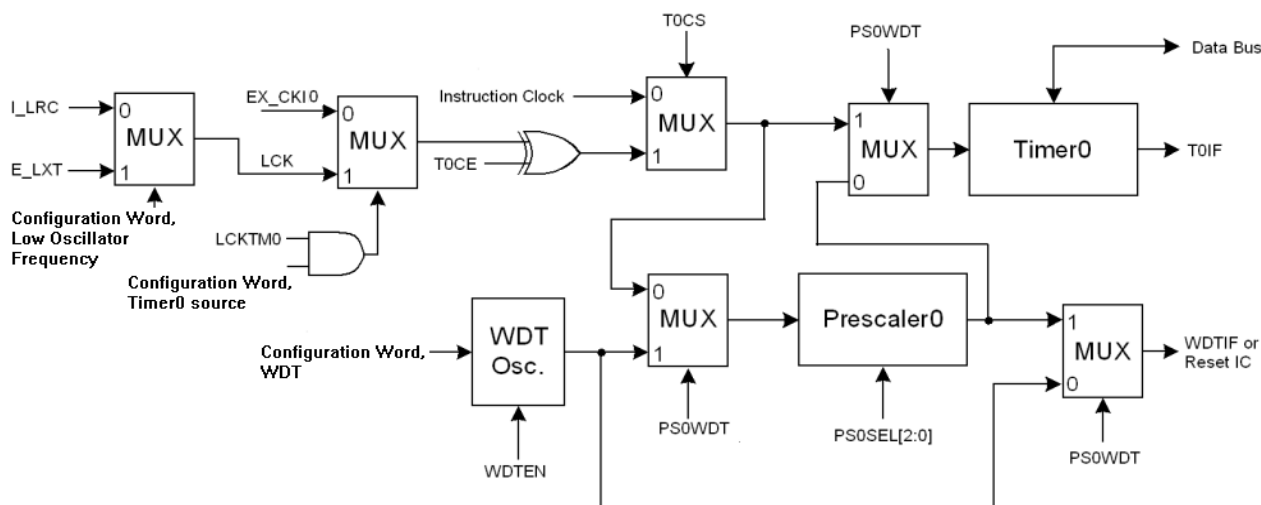 T0CS
PS0WDT
Data Bus
I_LRC
0
MUX
E_LXT
1
Configuration Word,
Low Oscillator
Frequency
EX_CKI0
0
MUX
LCK
1
LCKTM0
Configuration Word,
Timer0 source
T0CE
Instruction Clock
0
MUX
1
1
MUX
0
Timer0
T0IF
Configuration Word,
WDT
WDT
Osc.
WDTEN
0
MUX
1
PS0WDT
Prescaler0
PS0SEL[2:0]
1
MUX
0
PS0WDT
WDTIF or
Reset IC